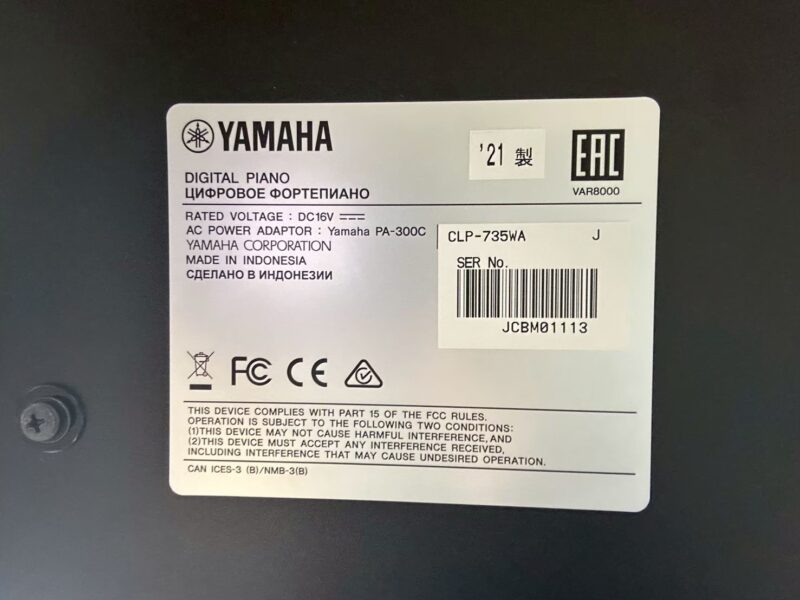 YAMAHA
'21 製
EAC
VAR8000
DIGITAL PIANO
ЦИФРОВОЕ ФОРТЕПИАНО
RATED VOLTAGE : DC16V
AC POWER ADAPTOR : Yamaha PA-300C
YAMAHA CORPORATION
MADE IN INDONESIA
СДЕЛАНО В ИНДОНЕЗИИ
CLP-735WA J
SER No.
JCBM01113
FC CE
THIS DEVICE COMPLIES WITH PART 15 OF THE FCC RULES.
OPERATION IS SUBJECT TO THE FOLLOWING TWO CONDITIONS:
(1)THIS DEVICE MAY NOT CAUSE HARMFUL INTERFERENCE, AND
(2)THIS DEVICE MUST ACCEPT ANY INTERFERENCE RECEIVED,
INCLUDING INTERFERENCE THAT MAY CAUSE UNDESIRED OPERATION.
CAN ICES-3 (B)/NMB-3(B)